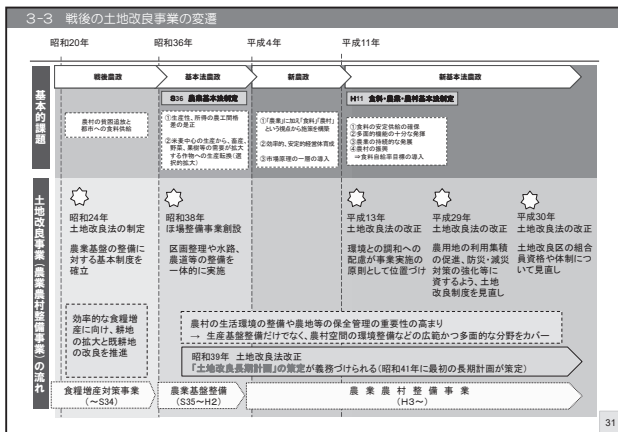 3-3 戦後の土地改良事業の変遷
昭和20年
昭和36年
平成4年
平成11年
基本的課題
戦後農政
基本法農政
新農政
新基本法農政
S36 農業基本法制定
H11 食料・農業・農村基本法制定
農村の貧困追放と
都市への食料供給
①生産性、所得の農工間格
差の是正
②米麦中心の生産から、畜産、
野菜、果樹等の需要が拡大
する作物への生産転換(選
択的拡大)
①「農業」に加え「食料」「農村」
という視点から施策を構築
②効率的、安定的経営体育成
③市場原理の一層の導入
①食料の安定供給の確保
②多面的機能の十分な発揮
③農業の持続的な発展
④農村の振興
⇒食料自給率目標の導入
土地改良事業(農業農村整備事業)の流れ
昭和24年
土地改良法の制定
農業基盤の整備に
対する基本制度を
確立
昭和38年
ほ場整備事業創設
区画整理や水路、
農道等の整備を
一体的に実施
平成13年
土地改良法の改正
環境との調和への
配慮が事業実施の
原則として位置づけ
平成29年
土地改良法の改正
農用地の利用集積
の促進、防災・減災
対策の強化等に
資するよう、土地
改良制度を見直し
平成30年
土地改良法の改正
土地改良区の組合
員資格や体制につ
いて見直し
効率的な食糧増
産に向け、耕地
の拡大と既耕地
の改良を推進
農村の生活環境の整備や農地等の保全管理の重要性の高まり
→ 生産基盤整備だけでなく、農村空間の環境整備などの広範かつ多面的な分野をカバー
昭和39年 土地改良法改正
「土地改良長期計画」の策定が義務づけられる(昭和41年に最初の長期計画が策定)
食糧増産対策事業
(~S34)
農業基盤整備
(S35~H2)
農業農村整備事業
(H3~)
31